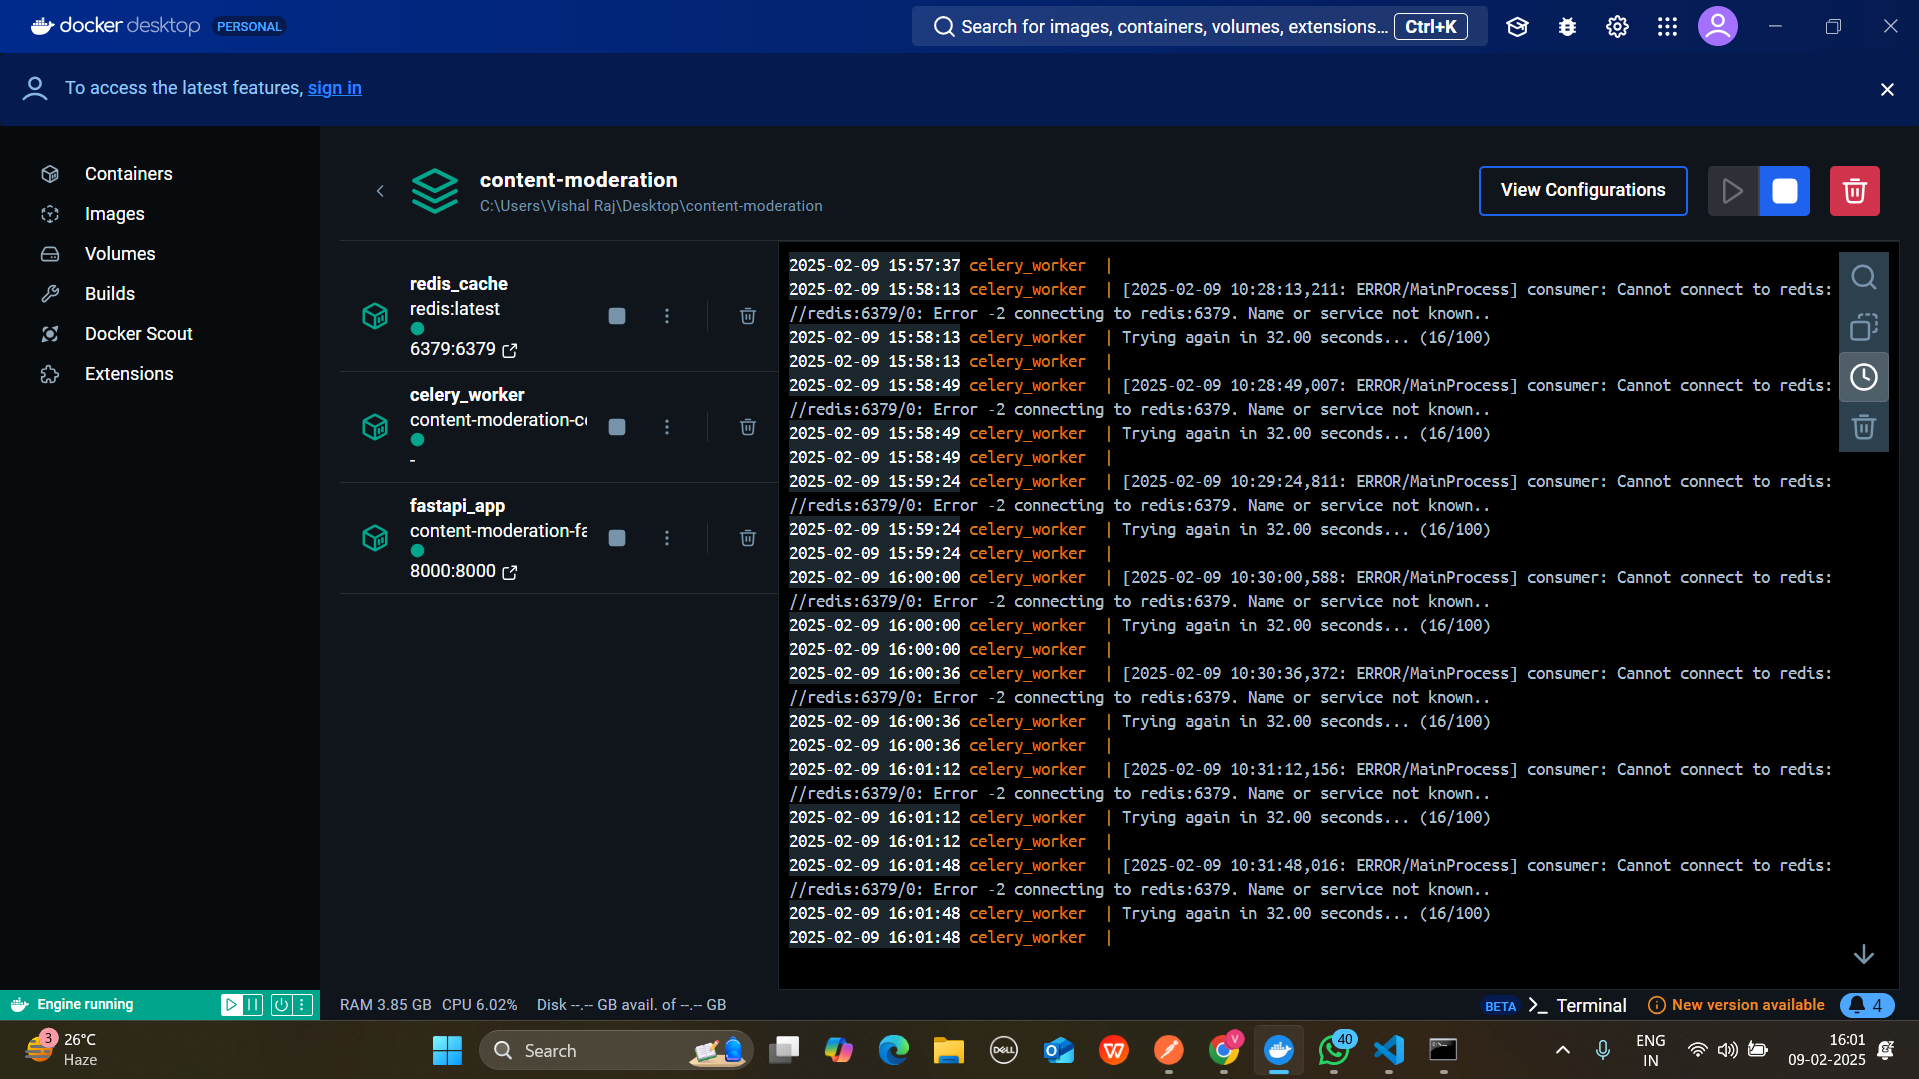 docker desktop PERSONAL
Search for images, containers, volumes, extensions... Ctrl+K
To access the latest features, sign in
Containers
Images
Volumes
Builds
Docker Scout
Extensions
content-moderation
C:\Users\Vishal Raj\Desktop\content-moderation
View Configurations
redis_cache
redis:latest
6379:6379
celery_worker
content-moderation-ce
-
fastapi_app
content-moderation-fa
8000:8000
2025-02-09 15:57:37 celery_worker |
2025-02-09 15:58:13 celery_worker | [2025-02-09 10:28:13,211: ERROR/MainProcess] consumer: Cannot connect to redis:
//redis:6379/0: Error -2 connecting to redis:6379. Name or service not known..
2025-02-09 15:58:13 celery_worker | Trying again in 32.00 seconds... (16/100)
2025-02-09 15:58:13 celery_worker |
2025-02-09 15:58:49 celery_worker | [2025-02-09 10:28:49,007: ERROR/MainProcess] consumer: Cannot connect to redis:
//redis:6379/0: Error -2 connecting to redis:6379. Name or service not known..
2025-02-09 15:58:49 celery_worker | Trying again in 32.00 seconds... (16/100)
2025-02-09 15:58:49 celery_worker |
2025-02-09 15:59:24 celery_worker | [2025-02-09 10:29:24,811: ERROR/MainProcess] consumer: Cannot connect to redis:
//redis:6379/0: Error -2 connecting to redis:6379. Name or service not known..
2025-02-09 15:59:24 celery_worker | Trying again in 32.00 seconds... (16/100)
2025-02-09 15:59:24 celery_worker |
2025-02-09 16:00:00 celery_worker | [2025-02-09 10:30:00,588: ERROR/MainProcess] consumer: Cannot connect to redis:
//redis:6379/0: Error -2 connecting to redis:6379. Name or service not known..
2025-02-09 16:00:00 celery_worker | Trying again in 32.00 seconds... (16/100)
2025-02-09 16:00:00 celery_worker |
2025-02-09 16:00:36 celery_worker | [2025-02-09 10:30:36,372: ERROR/MainProcess] consumer: Cannot connect to redis:
//redis:6379/0: Error -2 connecting to redis:6379. Name or service not known..
2025-02-09 16:00:36 celery_worker | Trying again in 32.00 seconds... (16/100)
2025-02-09 16:00:36 celery_worker |
2025-02-09 16:01:12 celery_worker | [2025-02-09 10:31:12,156: ERROR/MainProcess] consumer: Cannot connect to redis:
//redis:6379/0: Error -2 connecting to redis:6379. Name or service not known..
2025-02-09 16:01:12 celery_worker | Trying again in 32.00 seconds... (16/100)
2025-02-09 16:01:12 celery_worker |
2025-02-09 16:01:48 celery_worker | [2025-02-09 10:31:48,016: ERROR/MainProcess] consumer: Cannot connect to redis:
//redis:6379/0: Error -2 connecting to redis:6379. Name or service not known..
2025-02-09 16:01:48 celery_worker | Trying again in 32.00 seconds... (16/100)
2025-02-09 16:01:48 celery_worker |
Engine running
RAM 3.85 GB CPU 6.02% Disk --.-- GB avail. of --.-- GB
BETA >_ Terminal
New version available
4
3
26°C
Haze
Search
DELL
V
40
ENG
IN
16:01
09-02-2025